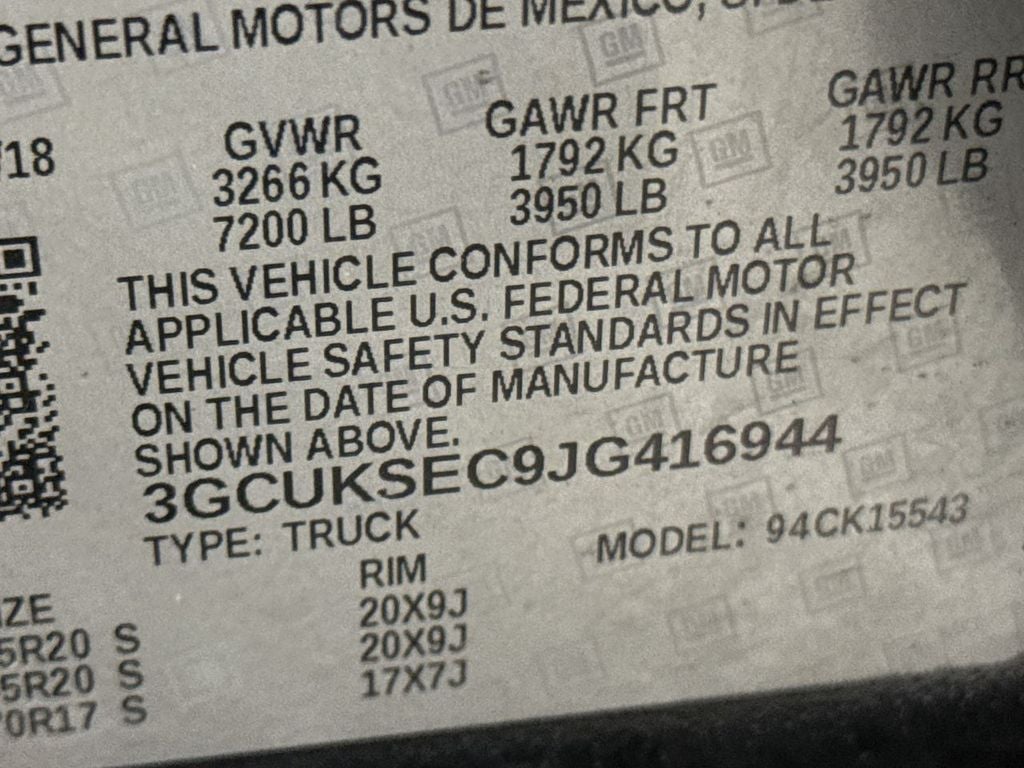 GENERAL MOTORS DE MEXICO, S.
/18 GVWR GAWR FRT GAWR RR
3266 KG 1792 KG 1792 KG
7200 LB 3950 LB 3950 LB
THIS VEHICLE CONFORMS TO ALL
APPLICABLE U.S. FEDERAL MOTOR
VEHICLE SAFETY STANDARDS IN EFFECT
ON THE DATE OF MANUFACTURE
SHOWN ABOVE.
3GCUKSEC9JG416944
TYPE: TRUCK MODEL: 94CK15543
IZE RIM
5R20 S 20X9J
5R20 S 20X9J
0R17 S 17X7J